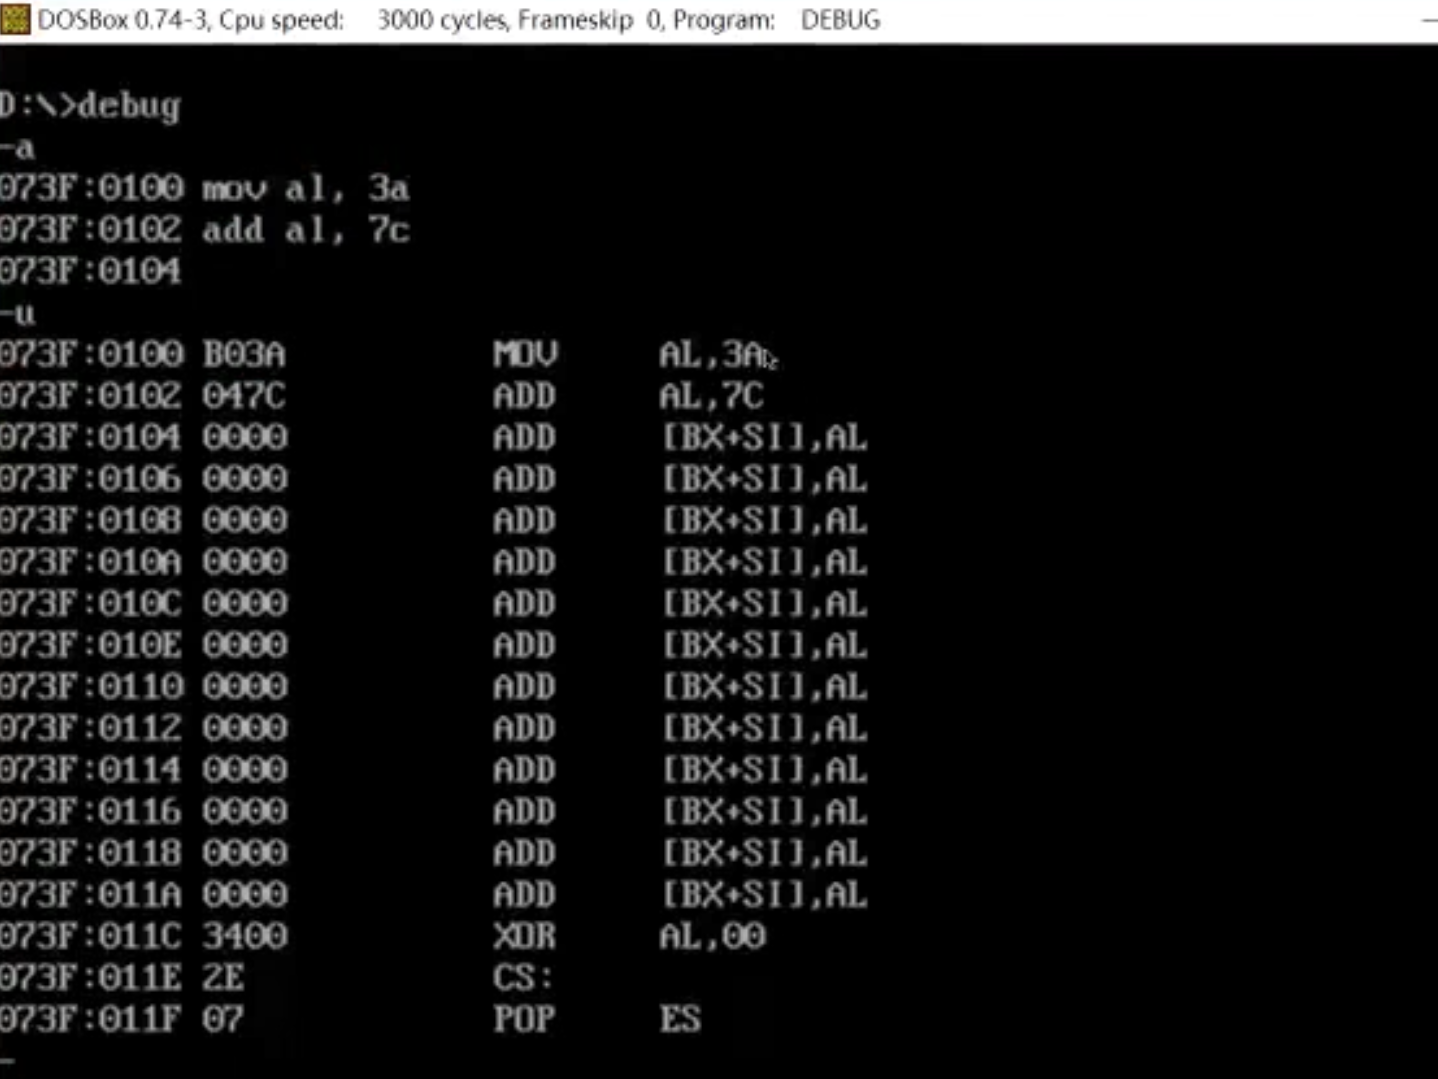 DOSBox 0.74-3, Cpu speed: 3000 cycles, Frameskip 0, Program: DEBUG
D:\>debug
-a
073F:0100 mov al, 3a
073F:0102 add al, 7c
073F:0104
-u
073F:0100 B03A MOV AL,3A
073F:0102 047C ADD AL,7C
073F:0104 0000 ADD [BX+SI],AL
073F:0106 0000 ADD [BX+SI],AL
073F:0108 0000 ADD [BX+SI],AL
073F:010A 0000 ADD [BX+SI],AL
073F:010C 0000 ADD [BX+SI],AL
073F:010E 0000 ADD [BX+SI],AL
073F:0110 0000 ADD [BX+SI],AL
073F:0112 0000 ADD [BX+SI],AL
073F:0114 0000 ADD [BX+SI],AL
073F:0116 0000 ADD [BX+SI],AL
073F:0118 0000 ADD [BX+SI],AL
073F:011A 0000 ADD [BX+SI],AL
073F:011C 3400 XOR AL,00
073F:011E 2E CS:
073F:011F 07 POP ES
-